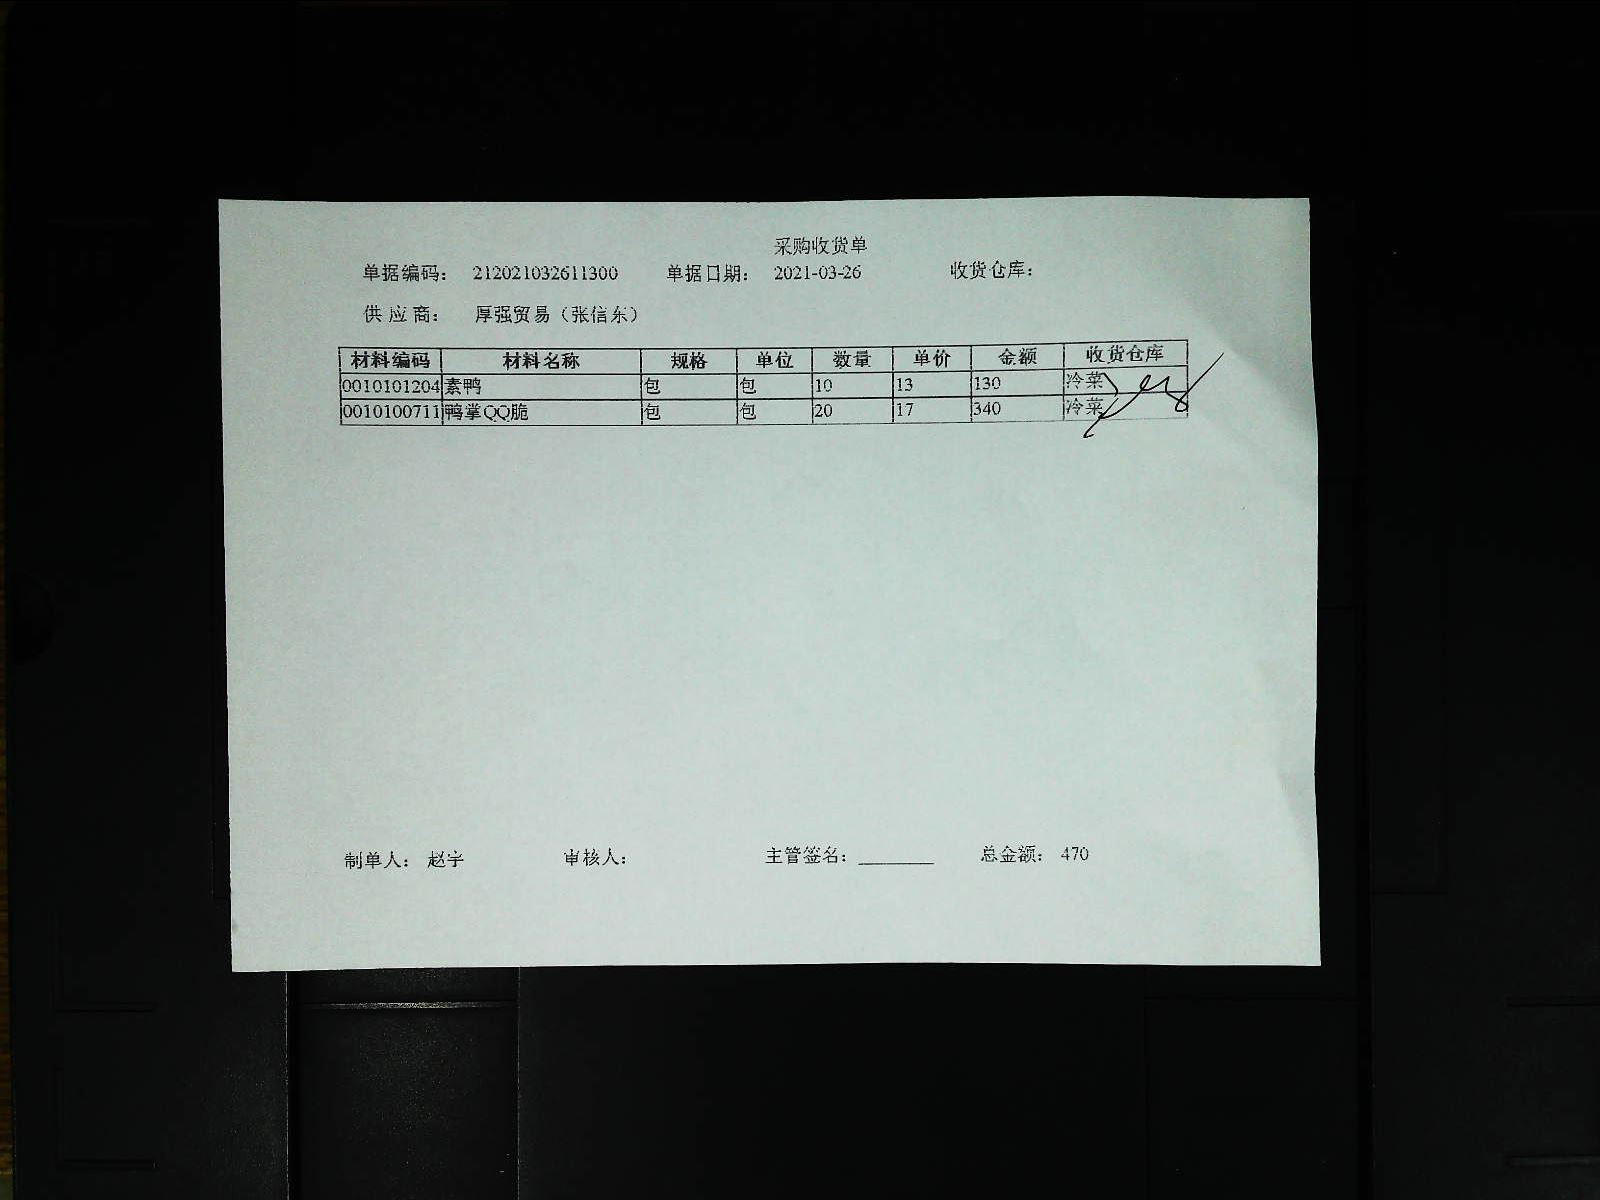 采购收货单
单据编码： 212021032611300 单据日期： 2021-03-26 收货仓库：
供 应 商： 厚强贸易（张信东）
材料编码 材料名称 规格 单位 数量 单价 金额 收货仓库
0010101204 素鸭 包 包 10 13 130 冷菜
0010100711 鸭掌QQ脆 包 包 20 17 340 冷菜
制单人： 赵宇 审核人： 主管签名：________ 总金额： 470